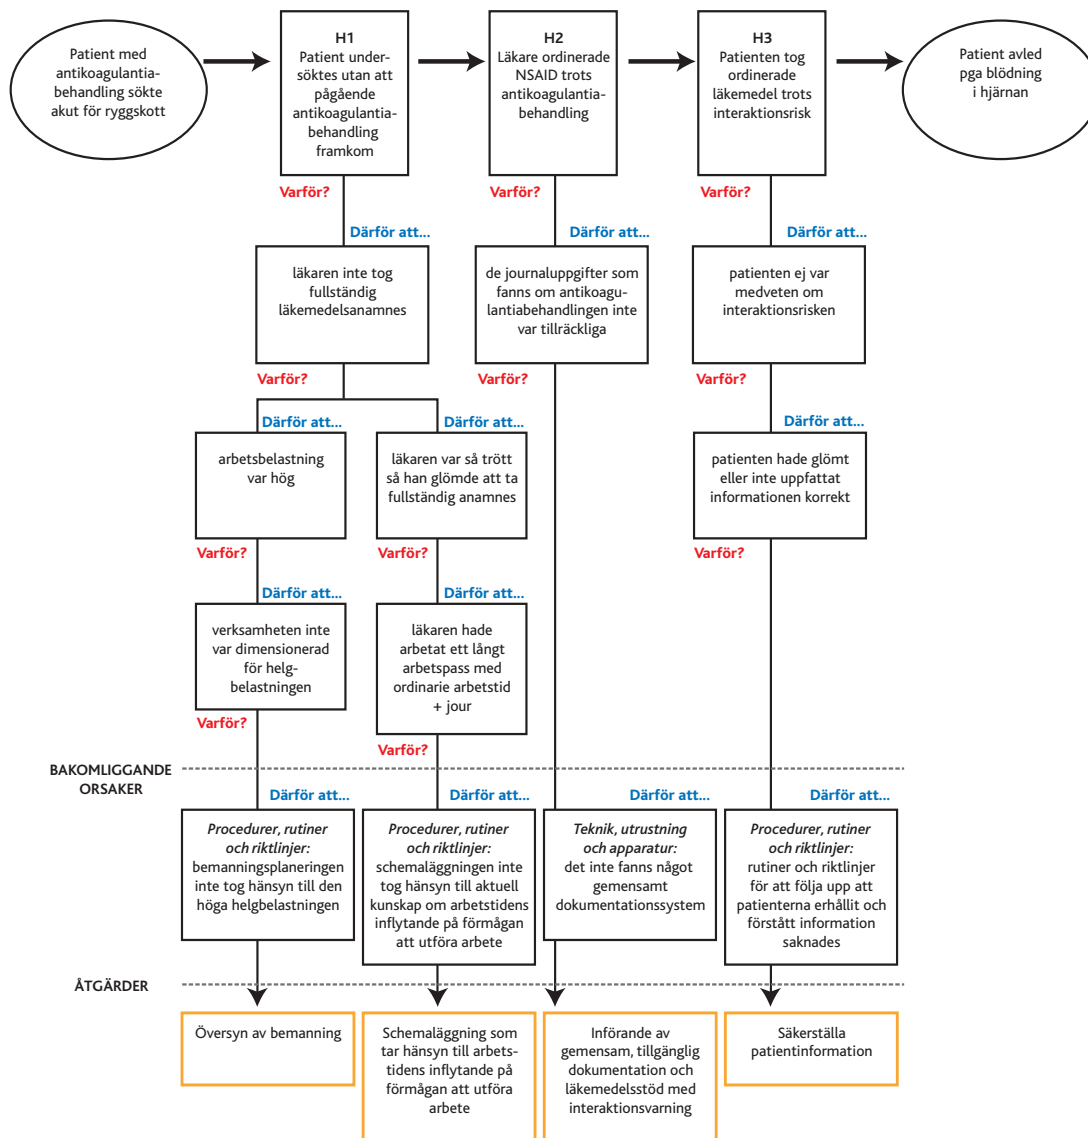 Patient med
antikoagulantia-
behandling sökte
akut för ryggskott
H1
Patient under-
söktes utan att
pågående
antikoagulantia-
behandling
framkom
H2
Läkare ordinerade
NSAID trots
antikoagulantia-
behandling
H3
Patienten tog
ordinerade
läkemedel trots
interaktionsrisk
Patient avled
pga blödning
i hjärnan
Varför?
Varför?
Varför?
Därför att...
Därför att...
Därför att...
läkaren inte tog
fullständig
läkemedelsanamnes
de journaluppgifter som
fanns om antikoagu-
lantiabehandlingen inte
var tillräckliga
patienten ej var
medveten om
interaktionsrisken
Varför?
Varför?
Varför?
Därför att...
Därför att...
Därför att...
arbetsbelastning
var hög
läkaren var så trött
så han glömde att ta
fullständig anamnes
patienten hade glömt
eller inte uppfattat
informationen korrekt
Varför?
Varför?
Varför?
Därför att...
Därför att...
verksamheten inte
var dimensionerad
för helg-
belastningen
läkaren hade
arbetat ett långt
arbetspass med
ordinarie arbetstid
+ jour
Varför?
Varför?
BAKOMLIGGANDE
ORSAKER
Därför att...
Därför att...
Därför att...
Därför att...
Procedurer, rutiner
och riktlinjer:
bemanningsplaneringen
inte tog hänsyn till den
höga helgbelastningen
Procedurer, rutiner
och riktlinjer:
schemaläggningen inte
tog hänsyn till aktuell
kunskap om arbetstidens
inflytande på förmågan
att utföra arbete
Teknik, utrustning
och apparatur:
det inte fanns något
gemensamt
dokumentationssystem
Procedurer, rutiner
och riktlinjer:
rutiner och riktlinjer
för att följa upp att
patienterna erhållit och
förstått information
saknades
ÅTGÄRDER
Översyn av bemanning
Schemaläggning som
tar hänsyn till arbets-
tidens inflytande på
förmågan att utföra
arbete
Införande av
gemensam, tillgänglig
dokumentation och
läkemedelsstöd med
interaktionsvarning
Säkerställa
patientinformation